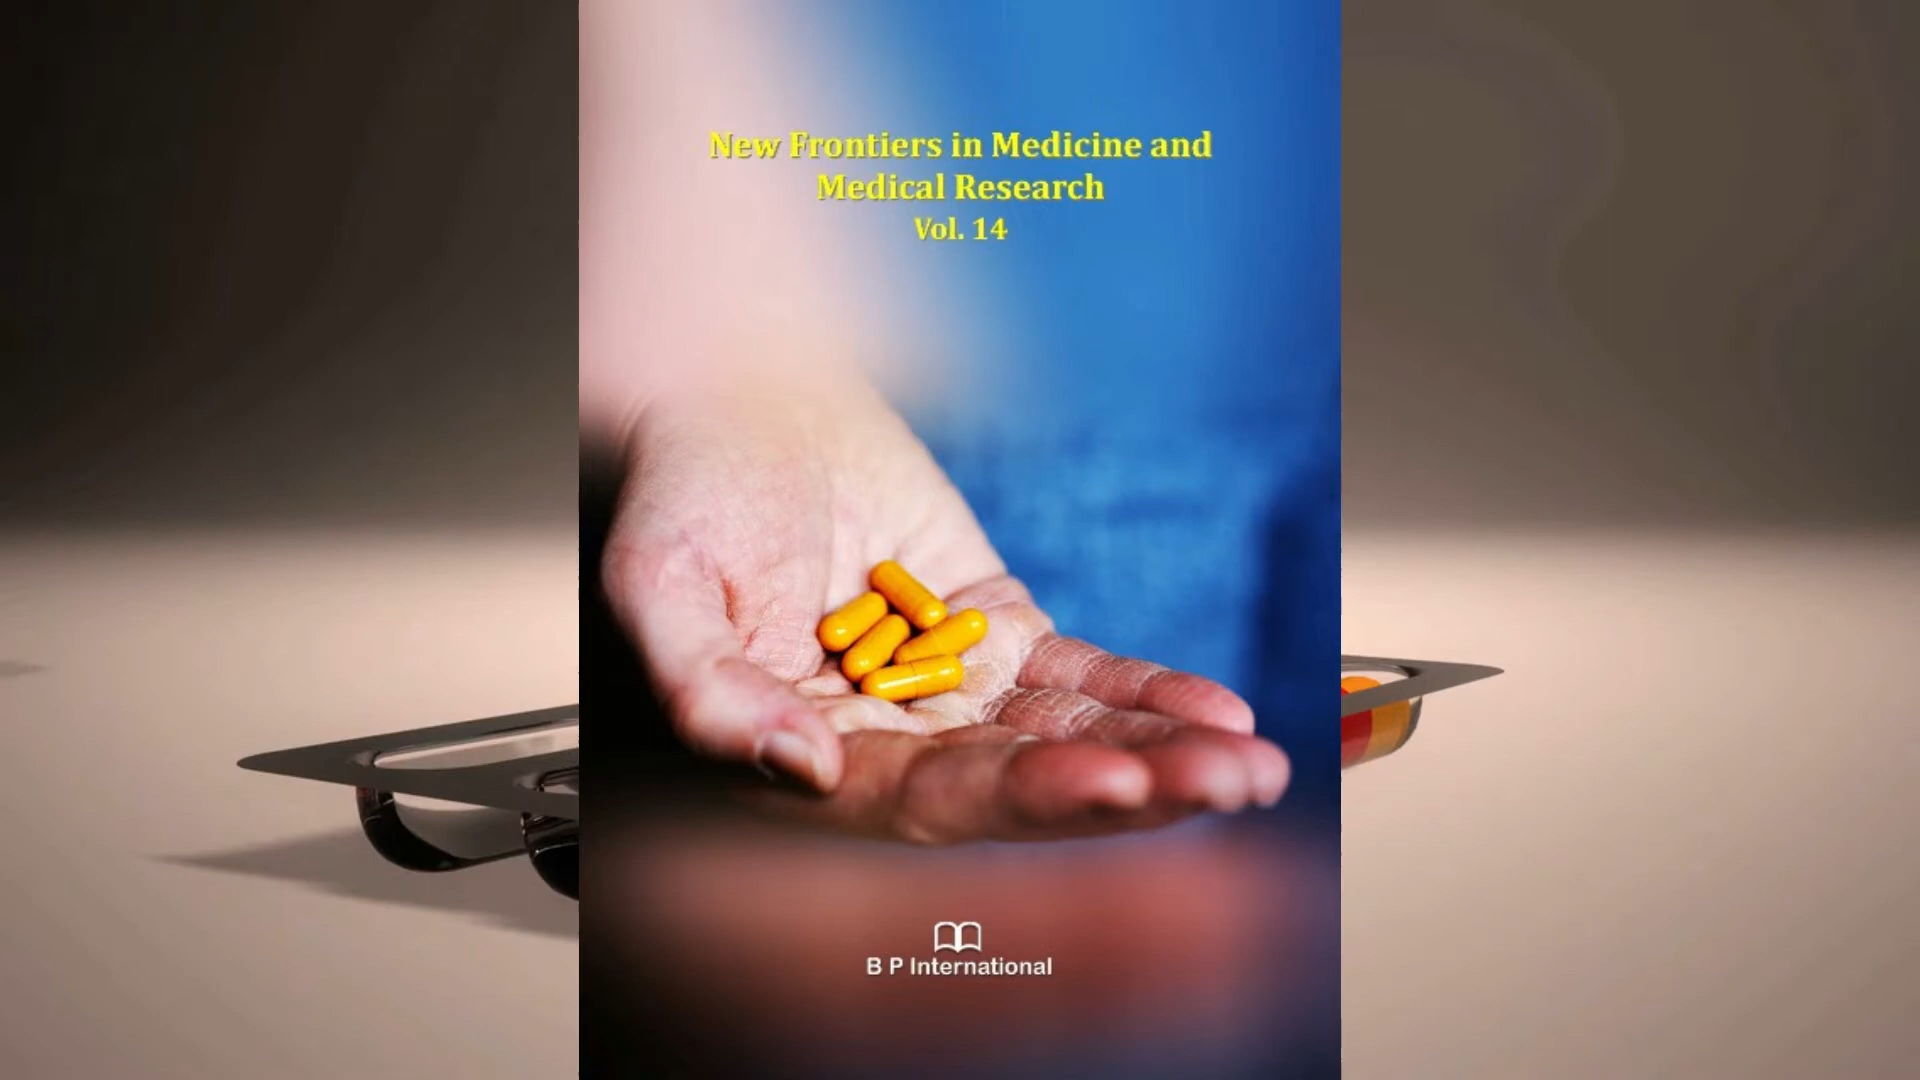 New Frontiers in Medicine and
Medical Research
Vol. 14
B P International